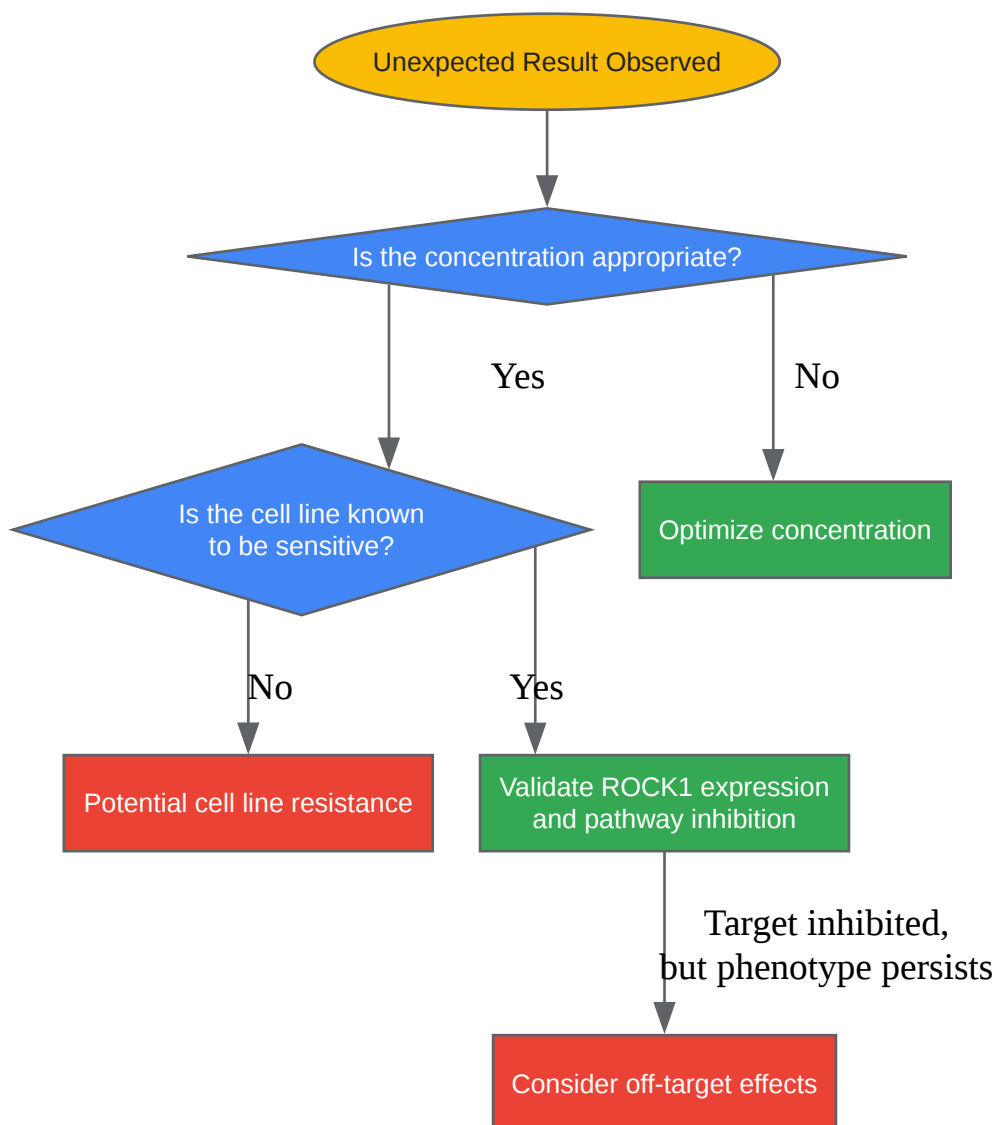 Unexpected Result Observed
Is the concentration appropriate?
Yes
No
Is the cell line known
to be sensitive?
Optimize concentration
No
Yes
Potential cell line resistance
Validate ROCK1 expression
and pathway inhibition
Target inhibited,
but phenotype persists
Consider off-target effects